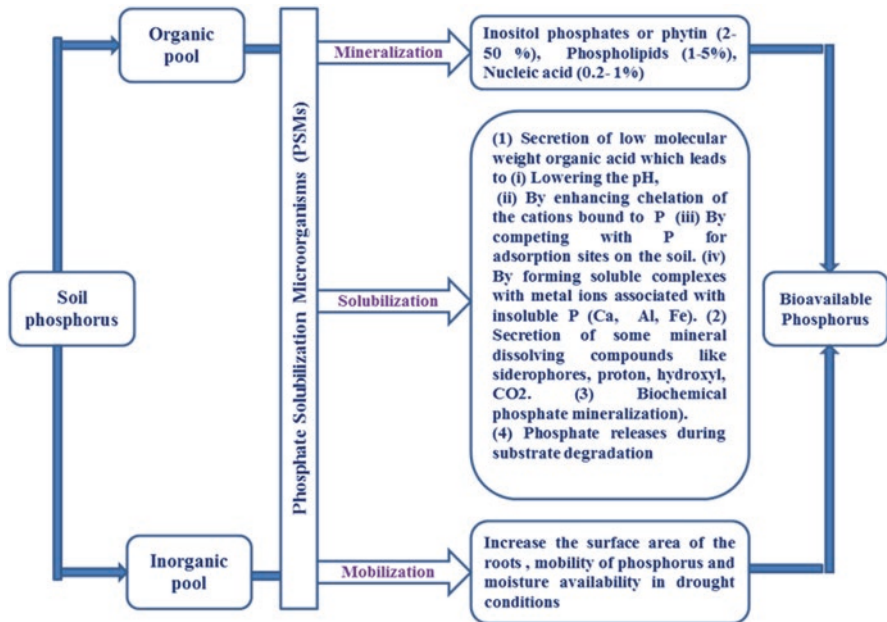 Soil
phosphorus
Organic
pool
Inorganic
pool
Phosphate Solubilization Microorganisms (PSMs)
Mineralization
Inositol phosphates or phytin (2-
50 %), Phospholipids (1-5%),
Nucleic acid (0.2- 1%)
Solubilization
(1) Secretion of low molecular
weight organic acid which leads
to (i) Lowering the pH,
(ii) By enhancing chelation of
the cations bound to P (iii) By
competing with P for
adsorption sites on the soil. (iv)
By forming soluble complexes
with metal ions associated with
insoluble P (Ca, Al, Fe). (2)
Secretion of some mineral
dissolving compounds like
siderophores, proton, hydroxyl,
CO2. (3) Biochemical
phosphate mineralization).
(4) Phosphate releases during
substrate degradation
Mobilization
Increase the surface area of the
roots , mobility of phosphorus and
moisture availability in drought
conditions
Bioavailable
Phosphorus